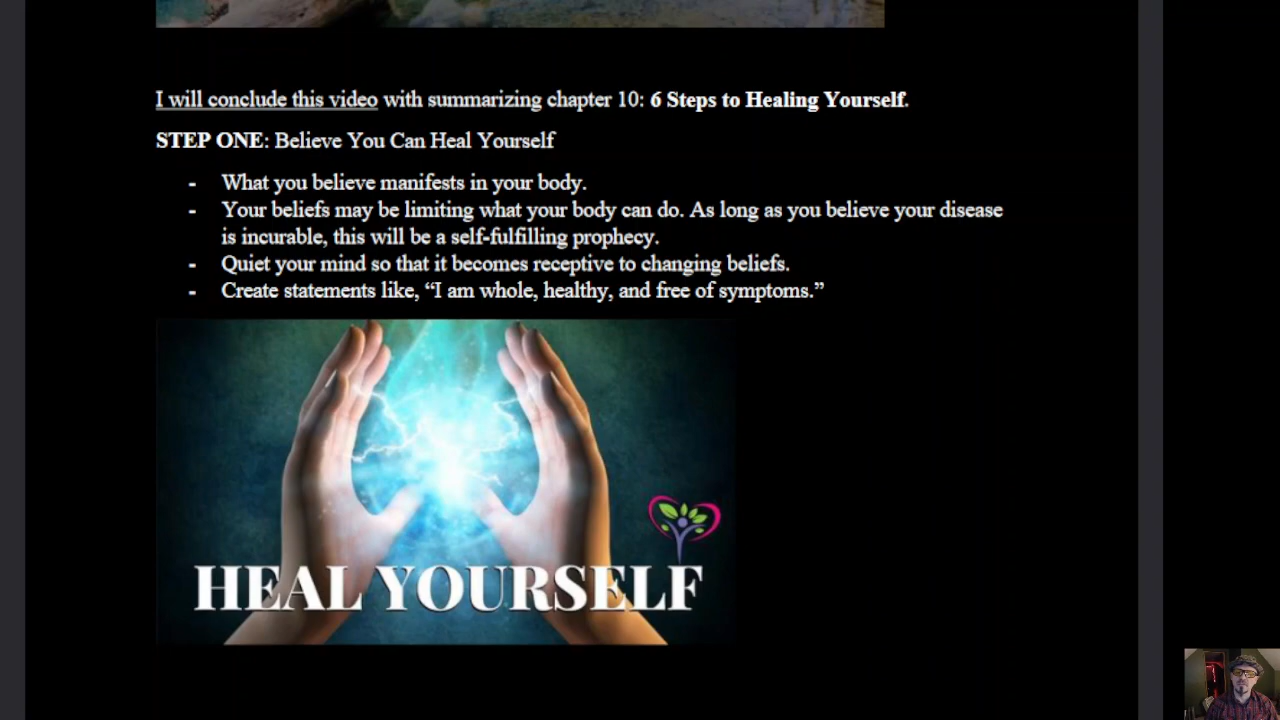 I will conclude this video with summarizing chapter 10: 6 Steps to Healing Yourself.
STEP ONE: Believe You Can Heal Yourself
- What you believe manifests in your body.
- Your beliefs may be limiting what your body can do. As long as you believe your disease
is incurable, this will be a self-fulfilling prophecy.
- Quiet your mind so that it becomes receptive to changing beliefs.
- Create statements like, “I am whole, healthy, and free of symptoms.”
HEAL YOURSELF